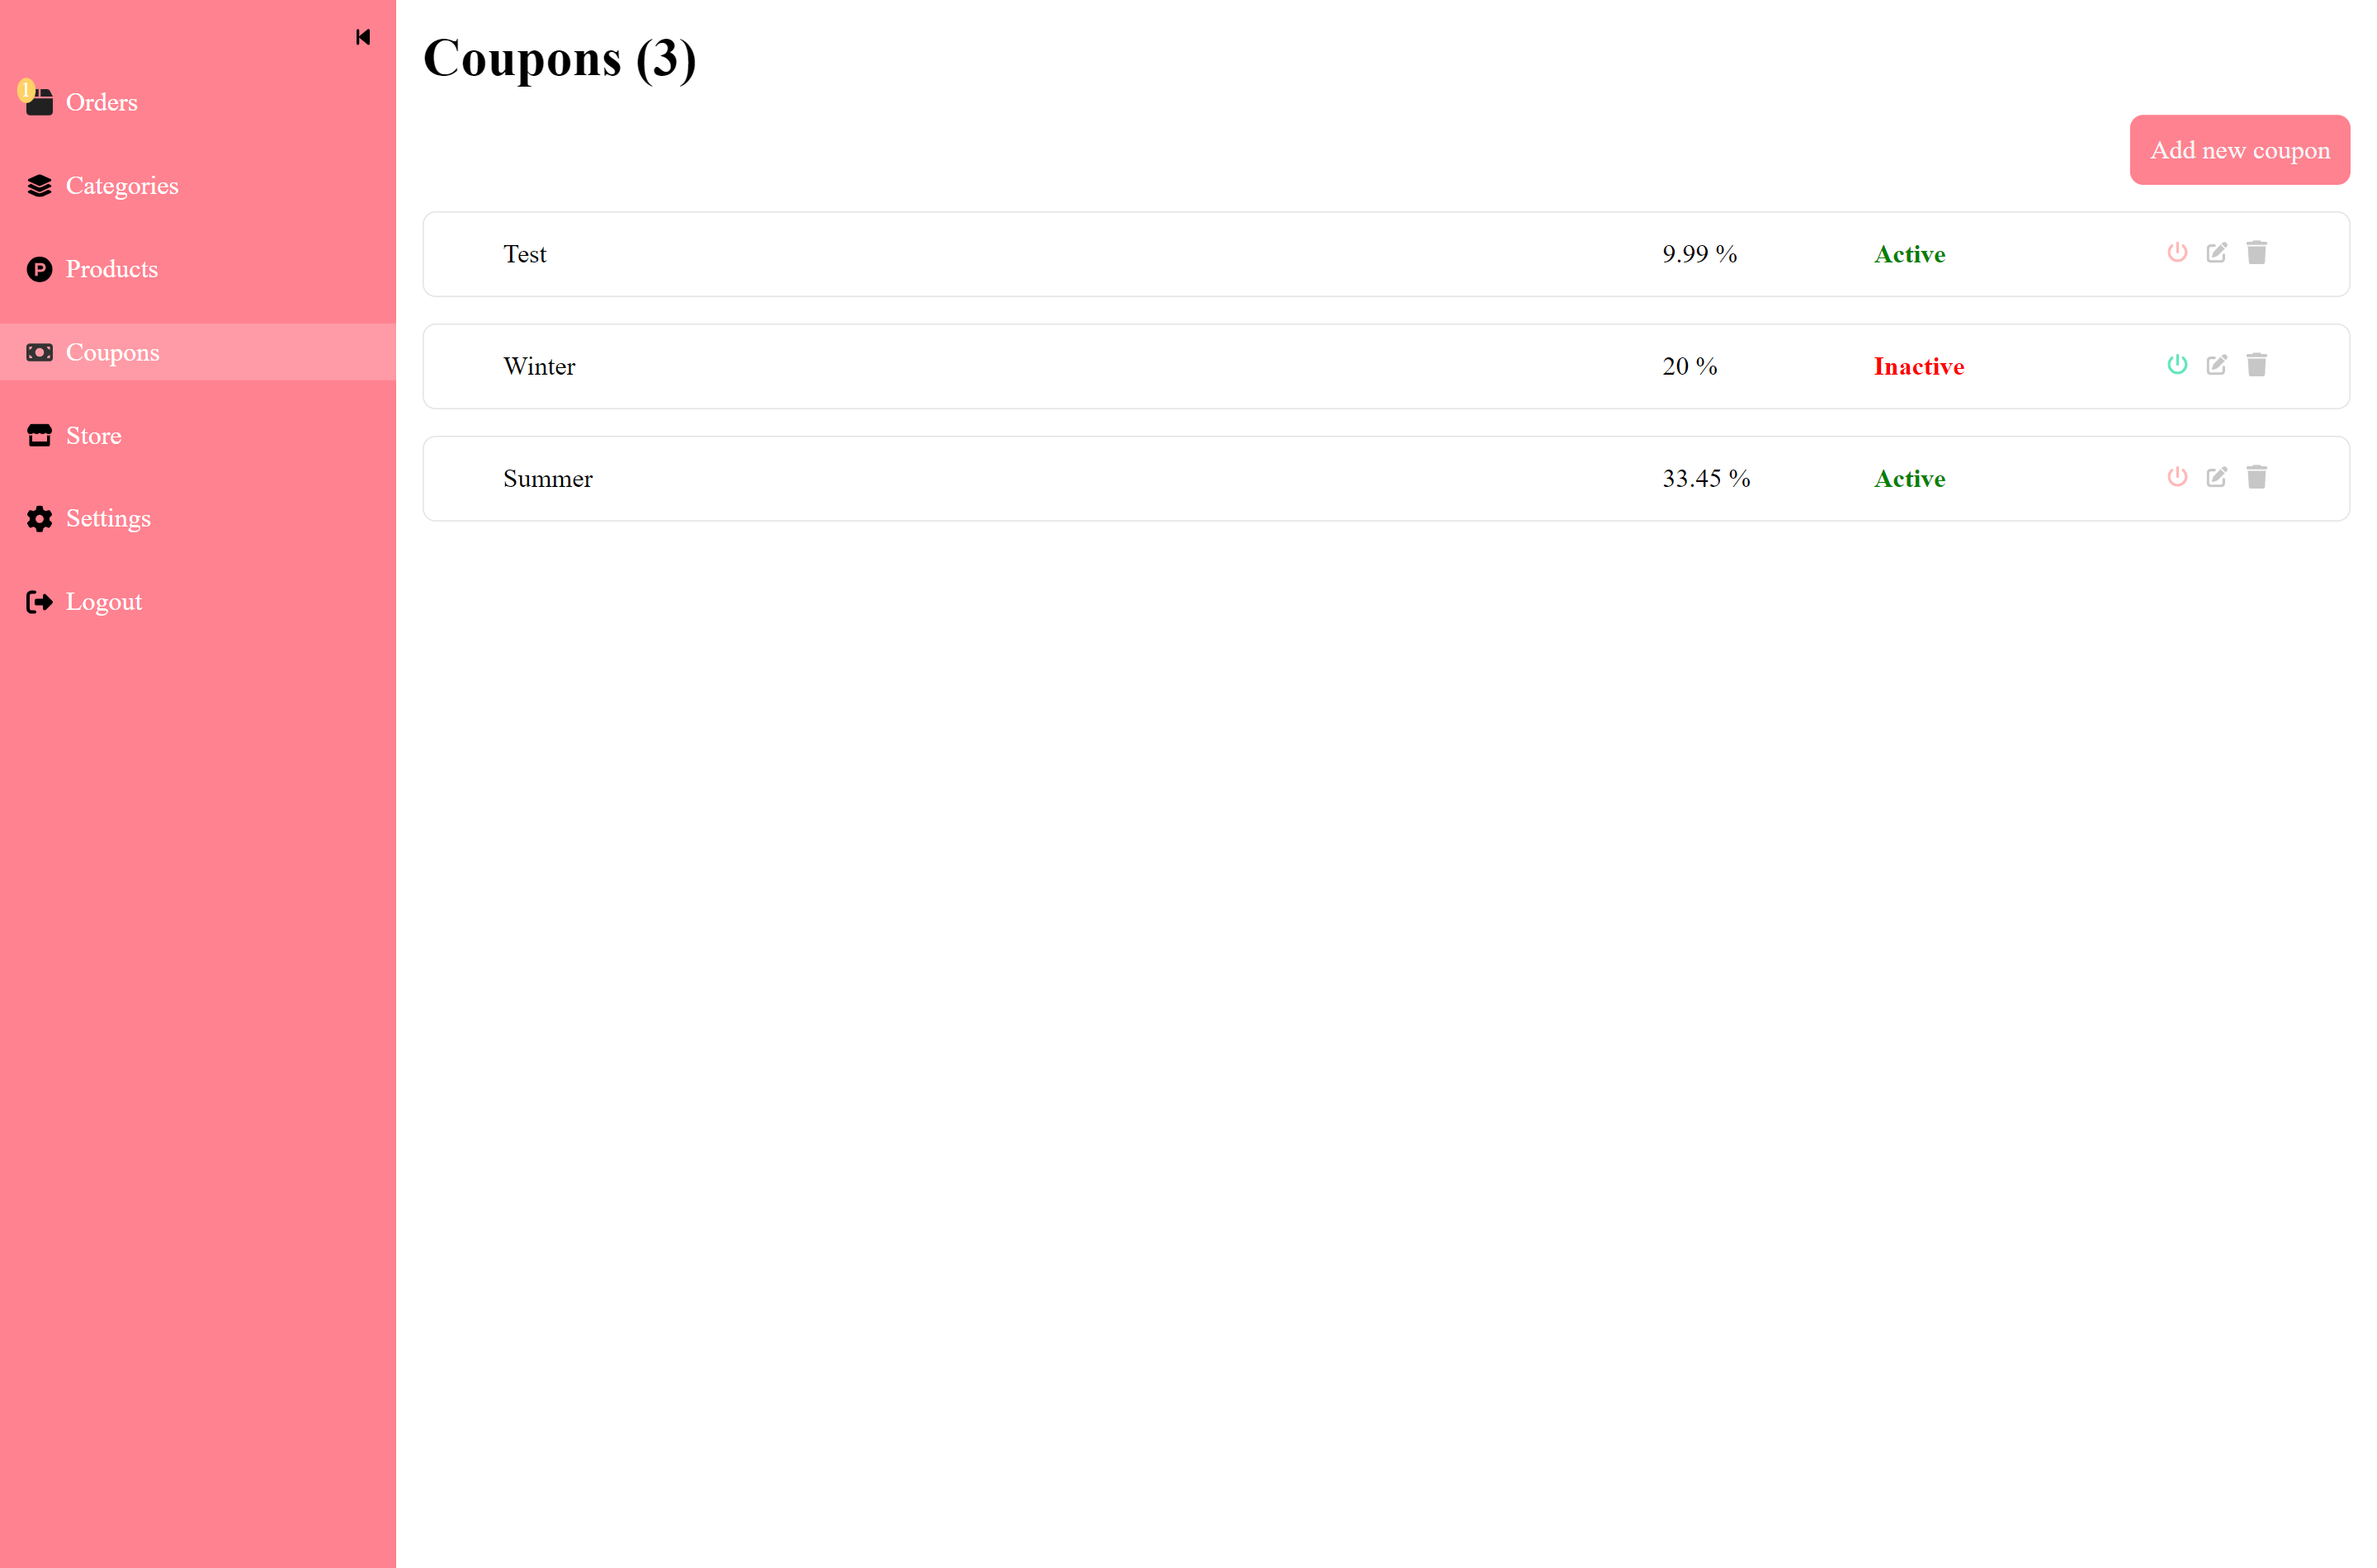 1
Orders
Categories
Products
Coupons
Store
Settings
Logout
Coupons (3)
Add new coupon
Test 9.99 % Active
Winter 20 % Inactive
Summer 33.45 % Active